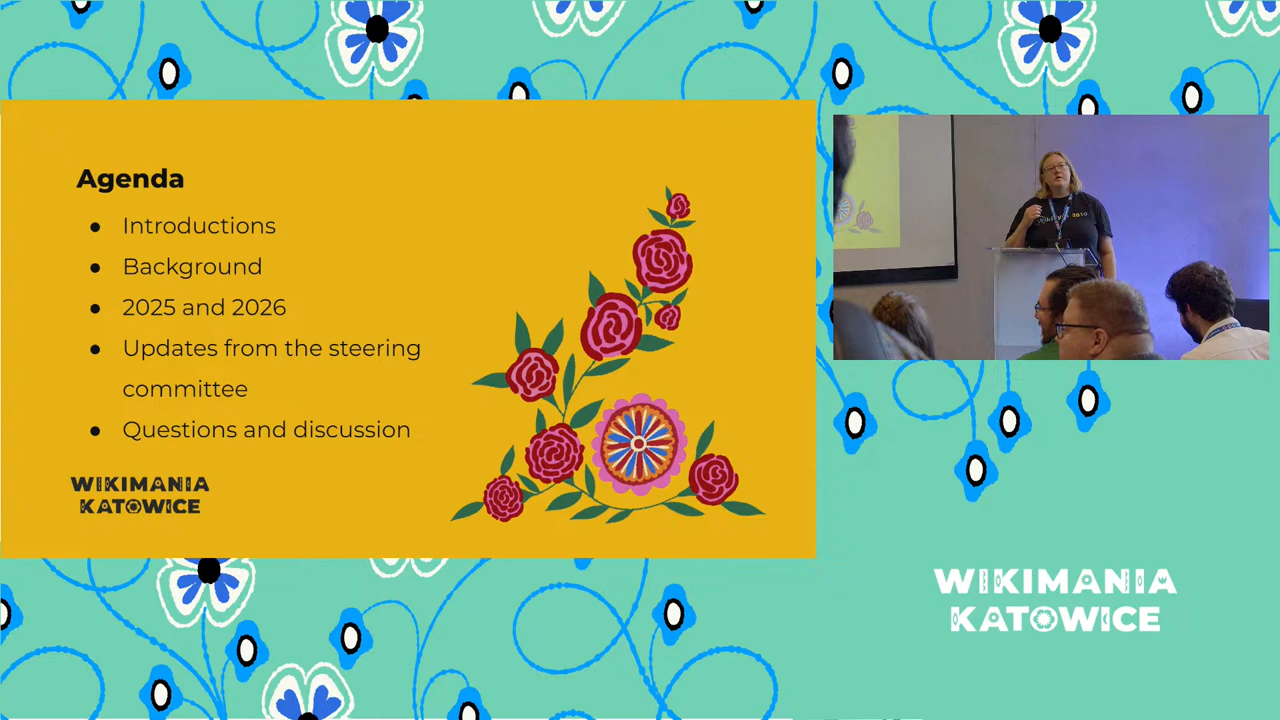 Agenda
● Introductions
● Background
● 2025 and 2026
● Updates from the steering
committee
● Questions and discussion
WIKIMANIA
KATOWICE
WIKIMANIA
KATOWICE